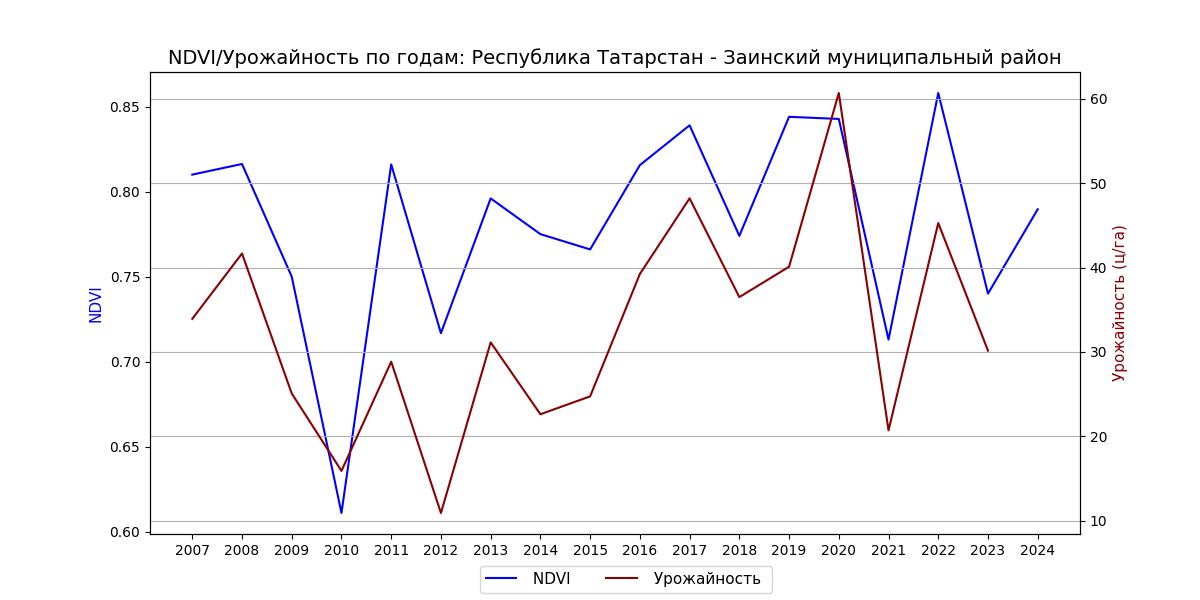 NDVI/Урожайность по годам: Республика Татарстан - Заинский муниципальный район
0.85
0.80
0.75
0.70
0.65
0.60
NDVI
60
50
40
30
20
10
Урожайность (ц/га)
2007 2008 2009 2010 2011 2012 2013 2014 2015 2016 2017 2018 2019 2020 2021 2022 2023 2024
NDVI Урожайность